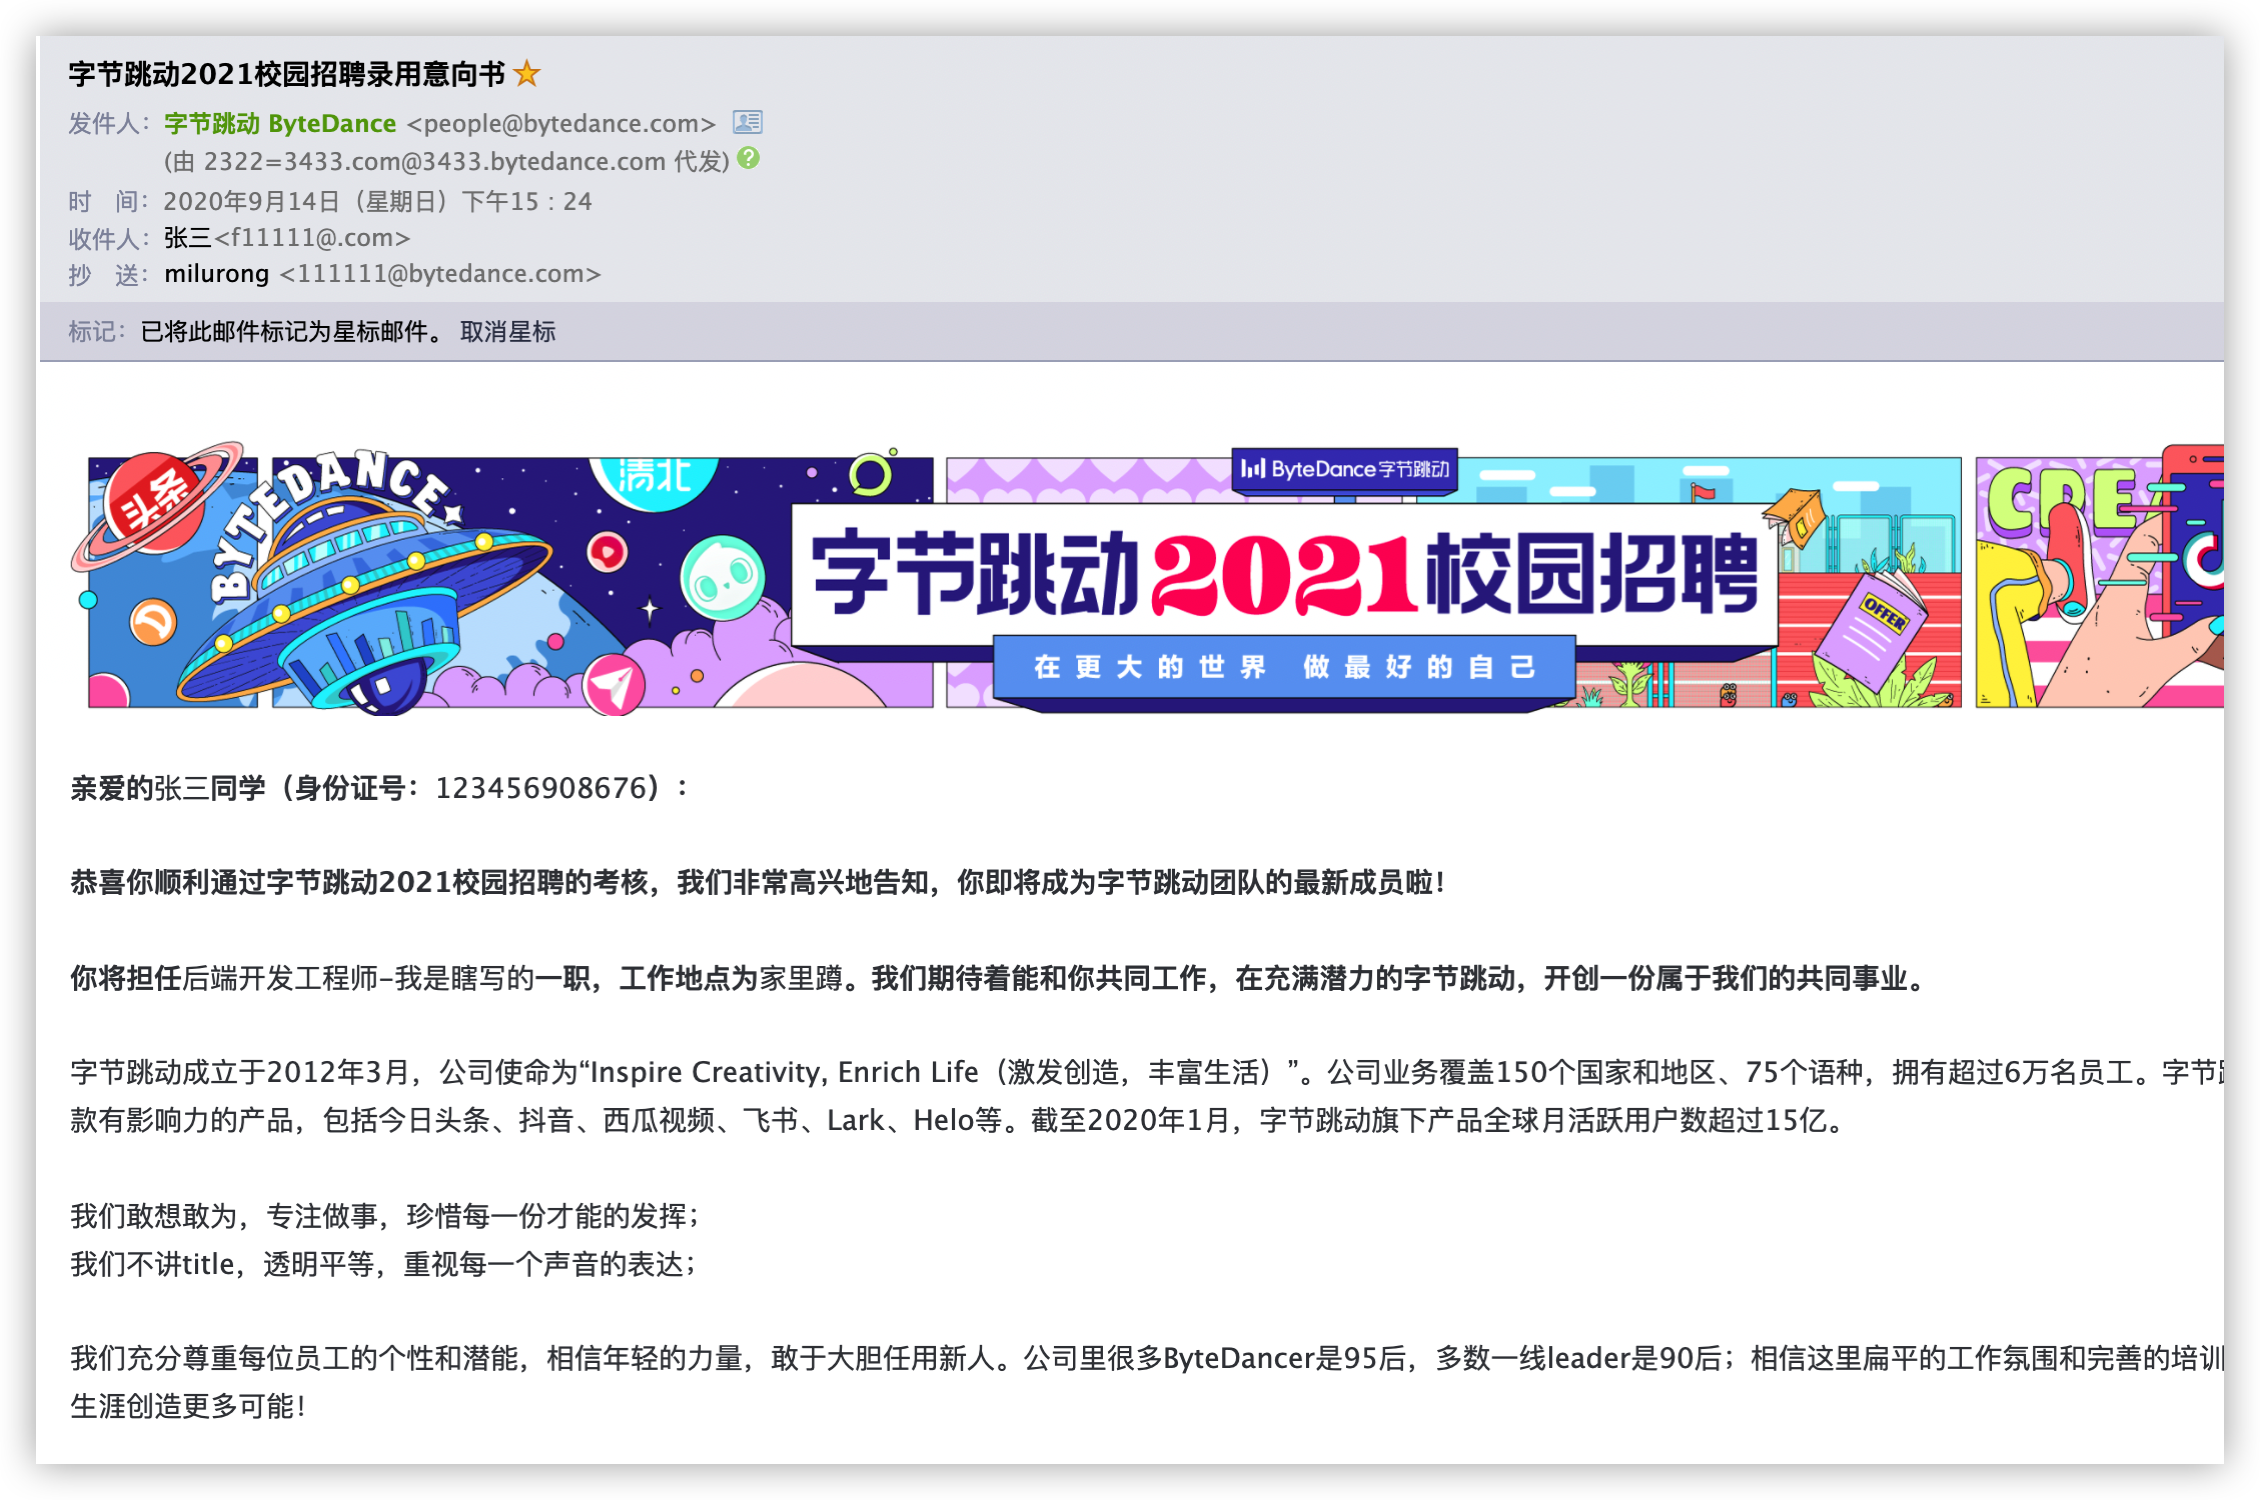 字节跳动2021校园招聘录用意向书
发件人：字节跳动 ByteDance <people@bytedance.com>
(由 2322=3433.com@3433.bytedance.com 代发)
时 间：2020年9月14日（星期日）下午15：24
收件人：张三<f11111@.com>
抄 送：milurong <111111@bytedance.com>
标记：已将此邮件标记为星标邮件。 取消星标
头条
BYTEDANCE
清北
ByteDance字节跳动
字节跳动2021校园招聘
在更大的世界 做最好的自己
OFFER
CREA
亲爱的张三同学（身份证号：123456908676）：
恭喜你顺利通过字节跳动2021校园招聘的考核，我们非常高兴地告知，你即将成为字节跳动团队的最新成员啦！
你将担任后端开发工程师-我是瞎写的一职，工作地点为家里蹲。我们期待着能和你共同工作，在充满潜力的字节跳动，开创一份属于我们的共同事业。
字节跳动成立于2012年3月，公司使命为“Inspire Creativity, Enrich Life（激发创造，丰富生活）”。公司业务覆盖150个国家和地区、75个语种，拥有超过6万名员工。字节
款有影响力的产品，包括今日头条、抖音、西瓜视频、飞书、Lark、Helo等。截至2020年1月，字节跳动旗下产品全球月活跃用户数超过15亿。
我们敢想敢为，专注做事，珍惜每一份才能的发挥；
我们不讲title，透明平等，重视每一个声音的表达；
我们充分尊重每位员工的个性和潜能，相信年轻的力量，敢于大胆任用新人。公司里很多ByteDancer是95后，多数一线leader是90后；相信这里扁平的工作氛围和完善的培训
生涯创造更多可能！